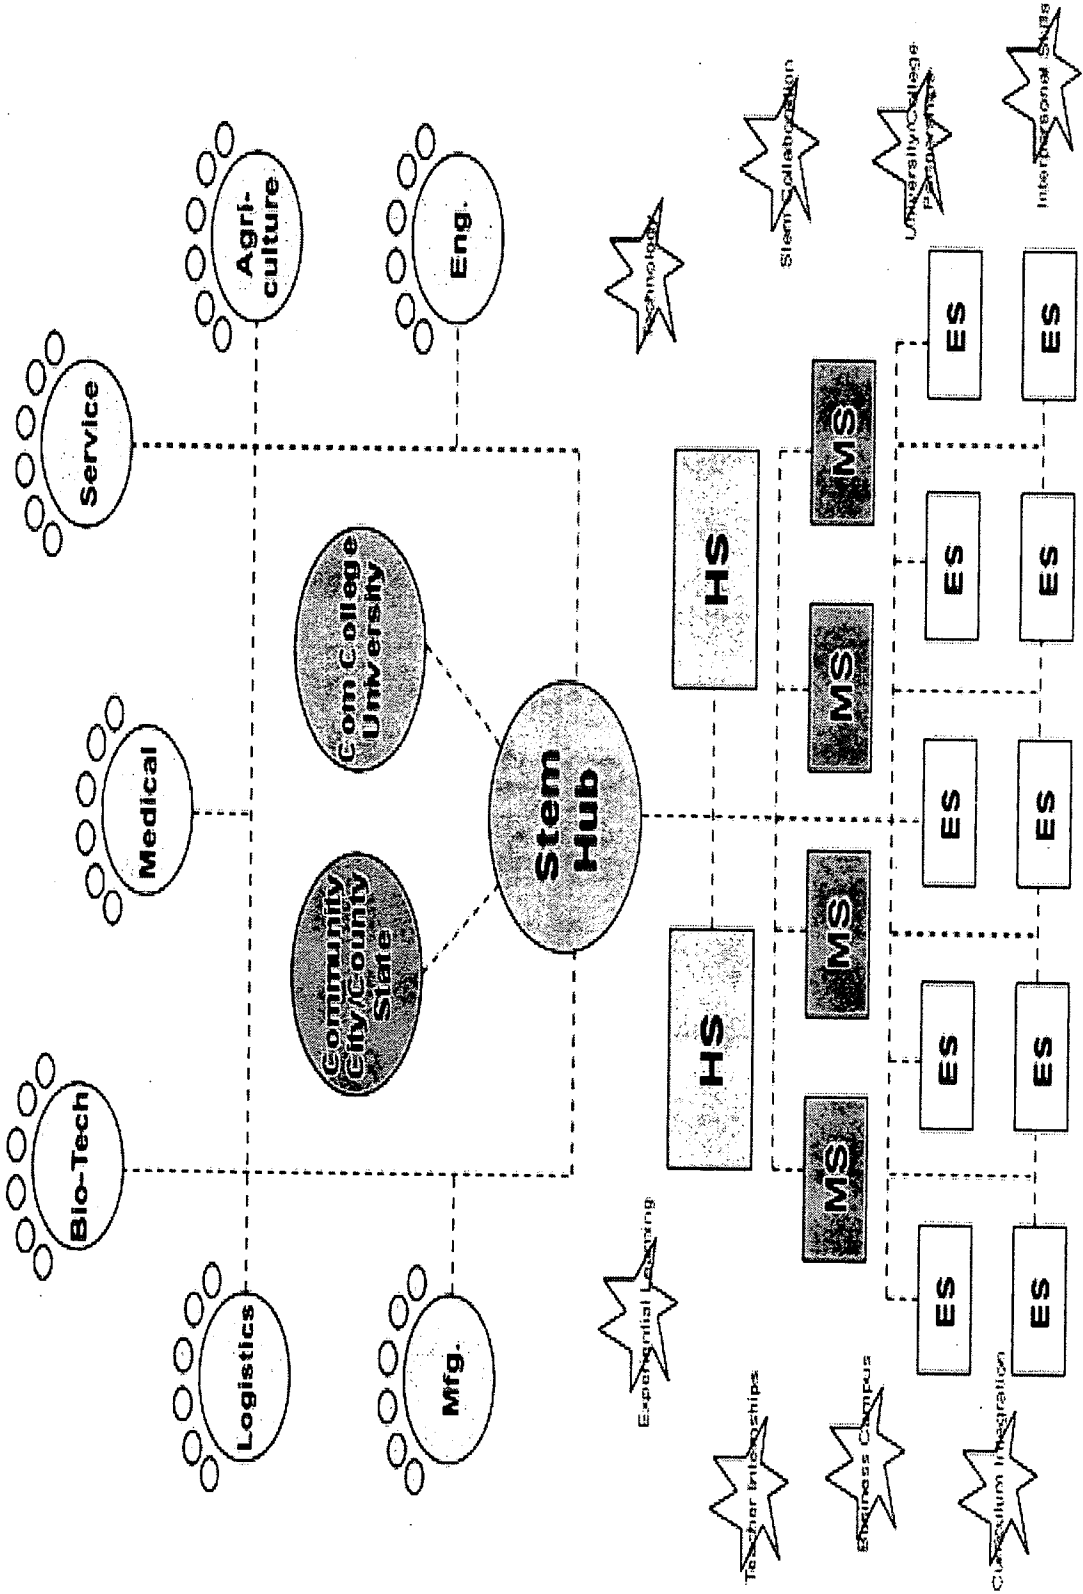 Bio-Tech
Service
Medical
Logistics
Agri-
culture
Community
City/County
State
Com College
University
Mfg.
Eng.
Stem
Hub
Experiential Learning
Technology
HS
HS
Teacher Internships
Stem Collaboration
MS
MS
MS
MS
Business Campus
University/College
Partnerships
ES
ES
ES
ES
ES
Curriculum Integration
ES
ES
ES
ES
ES
Interpersonal Skills